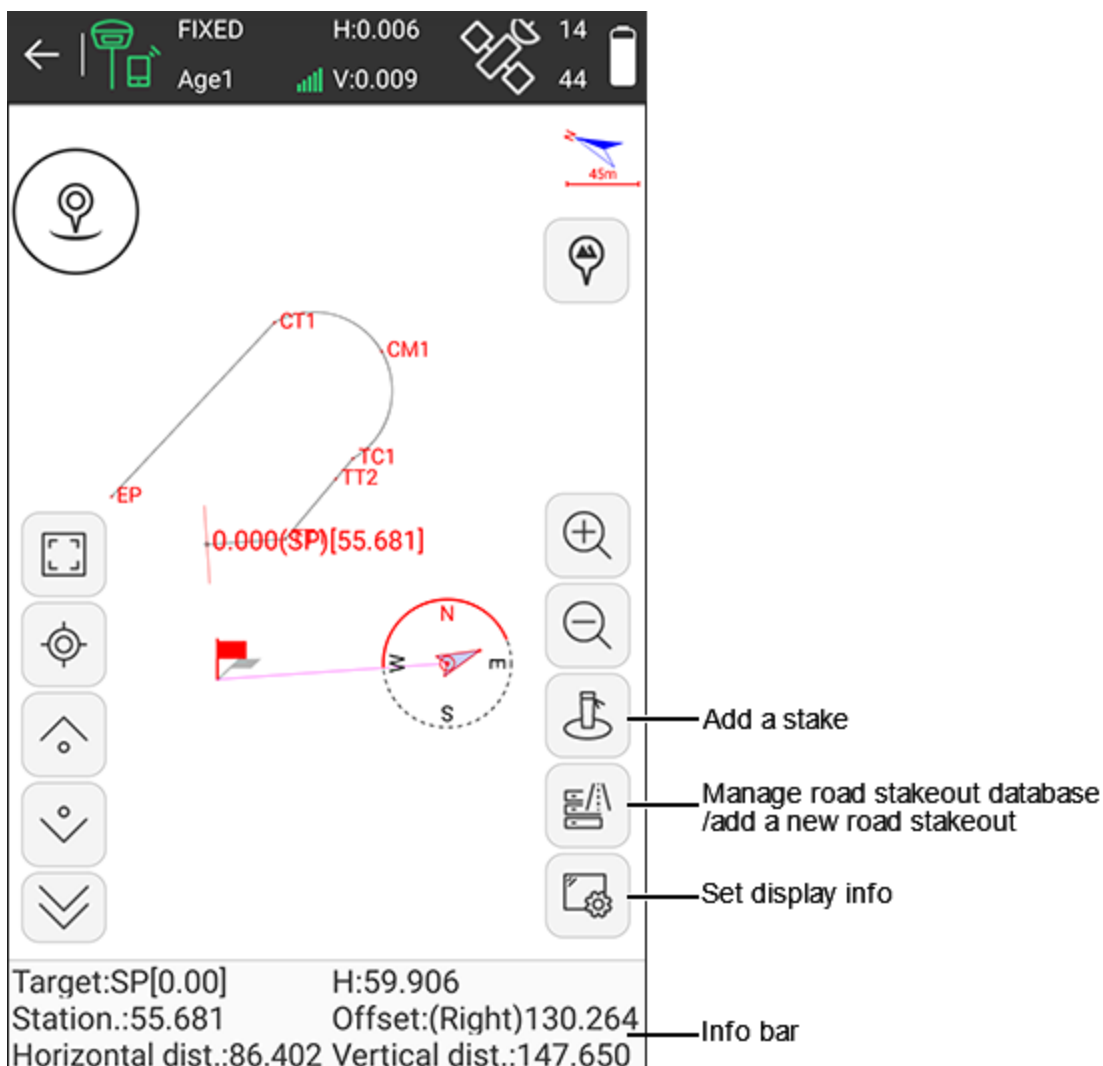 FIXED H:0.006 14
Age1 V:0.009 44
N
45m
CT1
CM1
TC1
TT2
EP
0.000(SP)[55.681]
N
W E
S
Add a stake
Manage road stakeout database
/add a new road stakeout
Set display info
Target:SP[0.00] H:59.906
Station.:55.681 Offset:(Right)130.264
Info bar
Horizontal dist.:86.402 Vertical dist.:147.650